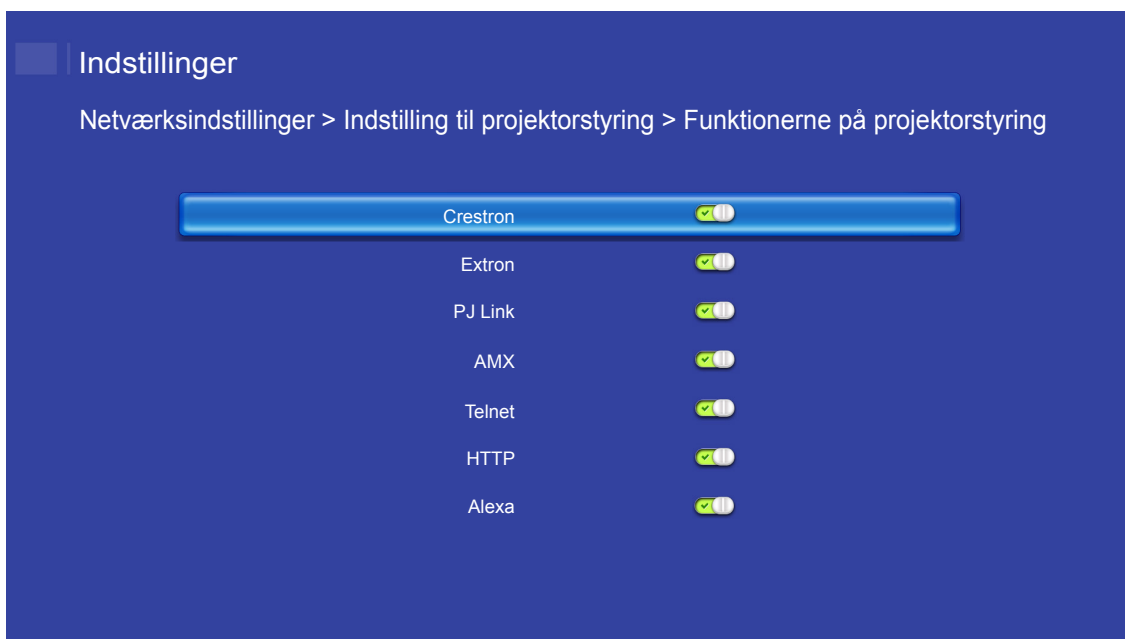 Indstillinger
Netværksindstillinger > Indstilling til projektorstyring > Funktionerne på projektorstyring
Crestron
Extron
PJ Link
AMX
Telnet
HTTP
Alexa